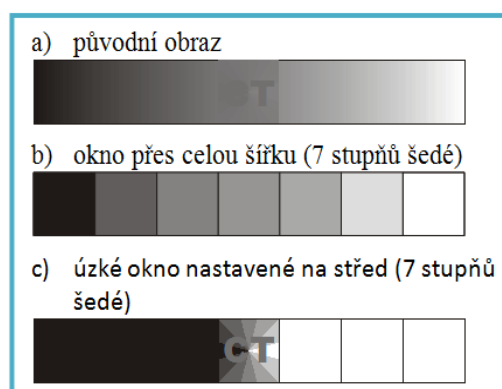 a) původní obraz
CT
b) okno přes celou šířku (7 stupňů šedé)
c) úzké okno nastavené na střed (7 stupňů
šedé)
CT